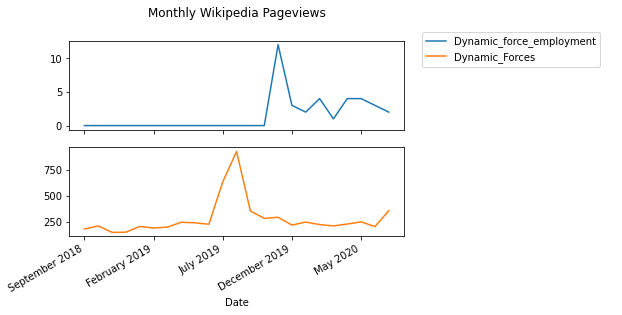 Monthly Wikipedia Pageviews
Dynamic_force_employment
Dynamic_Forces
10
5
0
750
500
250
September 2018
February 2019
July 2019
December 2019
May 2020
Date